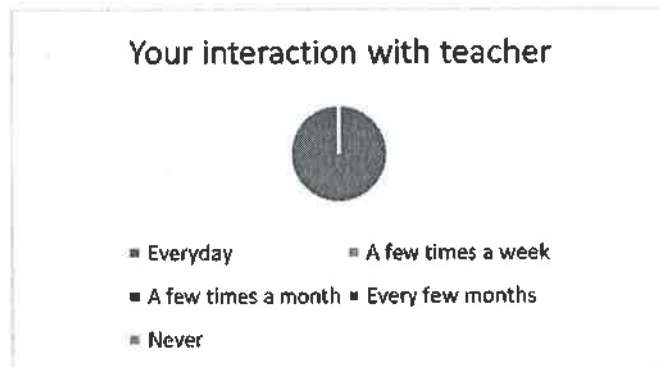 Your interaction with teacher
Everyday A few times a week
A few times a month Every few months
Never